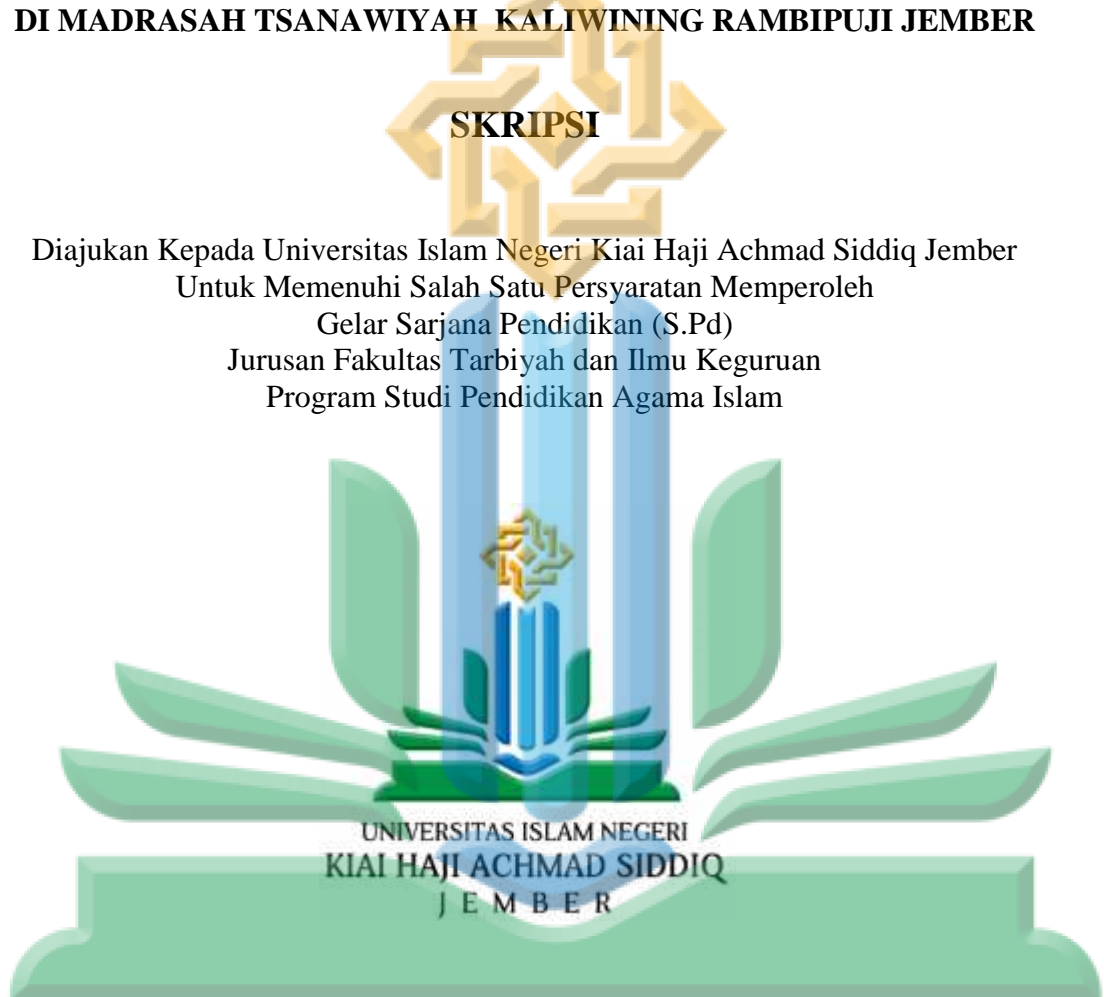 DI MADRASAH TSANAWIYAH KALIWINING RAMBIPUJI JEMBER
SKRIPSI
Diajukan Kepada Universitas Islam Negeri Kiai Haji Achmad Siddiq Jember
Untuk Memenuhi Salah Satu Persyaratan Memperoleh
Gelar Sarjana Pendidikan (S.Pd)
Jurusan Fakultas Tarbiyah dan Ilmu Keguruan
Program Studi Pendidikan Agama Islam
UNIVERSITAS ISLAM NEGERI
KIAI HAJI ACHMAD SIDDIQ
JEMBER